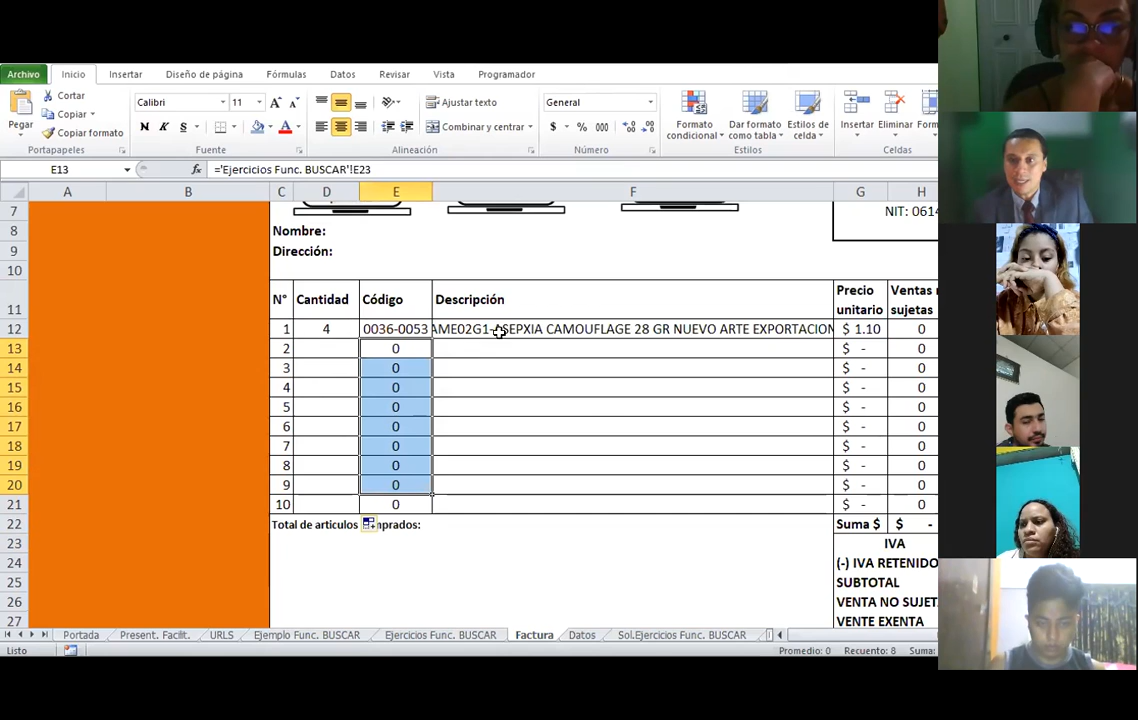 Archivo Inicio Insertar Diseño de página Fórmulas Datos Revisar Vista Programador
Cortar
Copiar
Copiar formato
Pegar
Portapapeles
Calibri 11
N K S
Fuente
Ajustar texto
Combinar y centrar
Alineación
General
$ % 000
Número
Formato condicional
Dar formato como tabla
Estilos de celda
Estilos
Insertar Eliminar Form
Celdas
E13 fx ='Ejercicios Func. BUSCAR'!E23
A B C D E F G H
7 NIT: 0614
8 Nombre:
9 Dirección:
10
11 N° Cantidad Código Descripción Precio unitario Ventas sujetas
12 1 4 0036-0053 CAMOUFLAGE 28 GR NUEVO ARTE EXPORTACION $ 1.10 0
13 2 0 $ - 0
14 3 0 $ - 0
15 4 0 $ - 0
16 5 0 $ - 0
17 6 0 $ - 0
18 7 0 $ - 0
19 8 0 $ - 0
20 9 0 $ - 0
21 10 0 $ - 0
22 Total de articulos prados: Suma $ $ -
23 IVA
24 (-) IVA RETENIDO
25 SUBTOTAL
26 VENTA NO SUJET
27 VENTE EXENTA
Portada Present. Facilit. URLS Ejemplo Func. BUSCAR Ejercicios Func. BUSCAR Factura Datos Sol.Ejercicios Func. BUSCAR
Listo Promedio: 0 Recuento: 8 Suma: